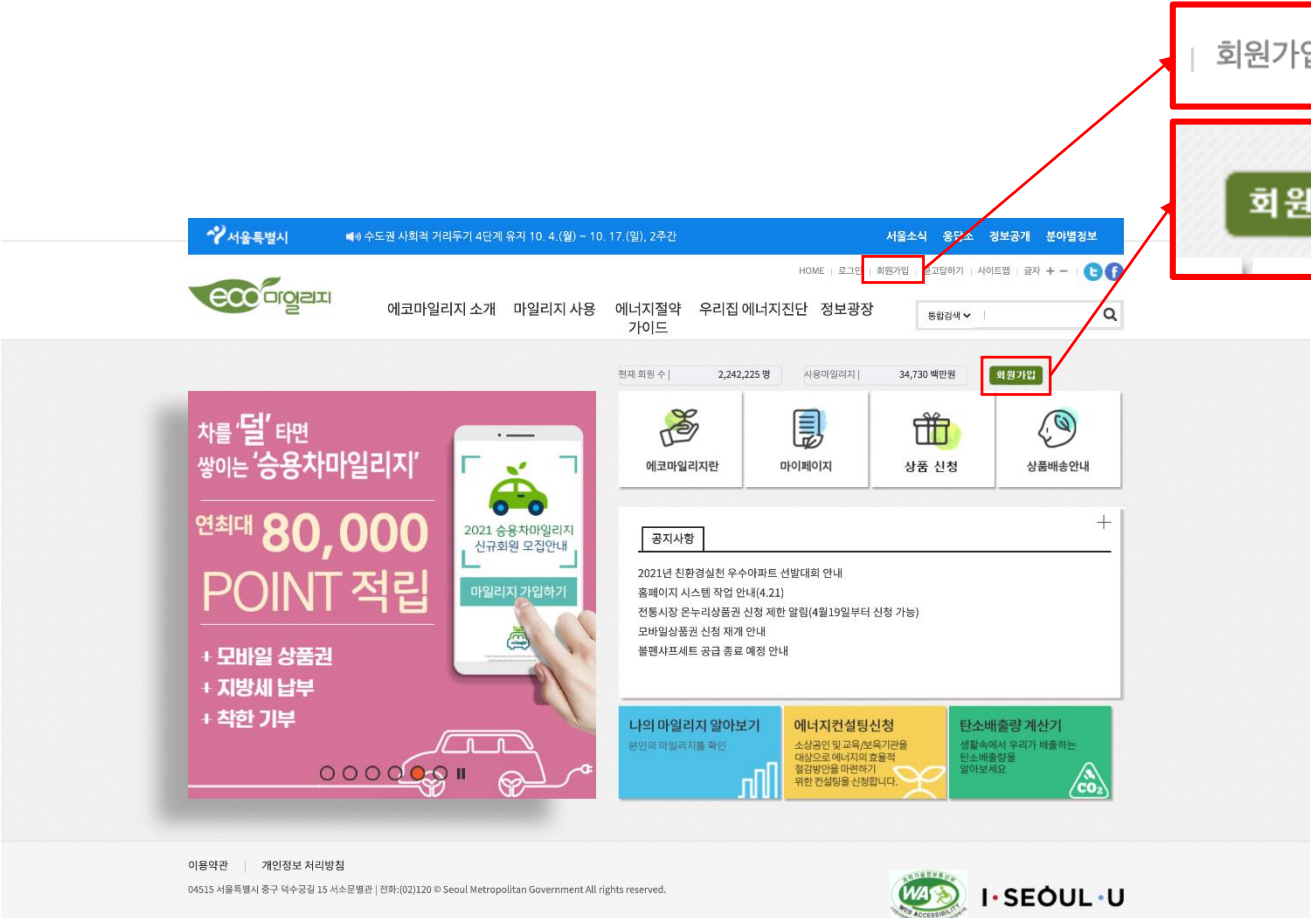 회원가입
회원
서울특별시
수도권 사회적 거리두기 4단계 유지 10. 4.(월) ~ 10. 17.(일), 2주간
서울소식 응답소 정보공개 분야별정보
HOME | 로그인 | 회원가입 | 묻고답하기 | 사이트맵 | 글자 + −
eco 마일리지
에코마일리지 소개 마일리지 사용 에너지절약 가이드 우리집 에너지진단 정보광장
통합검색
현재 회원 수 | 2,242,225 명 사용마일리지 | 34,730 백만원 회원가입
차를 '덜' 타면
쌓이는 '승용차마일리지'
연최대 80,000
POINT 적립
+ 모바일 상품권
+ 지방세 납부
+ 착한 기부
2021 승용차마일리지
신규회원 모집안내
마일리지 가입하기
에코마일리지란 마이페이지 상품 신청 상품배송안내
공지사항
2021년 친환경실천 우수아파트 선발대회 안내
홈페이지 시스템 작업 안내(4.21)
전통시장 온누리상품권 신청 제한 알림(4월19일부터 신청 가능)
모바일상품권 신청 재개 안내
볼펜샤프세트 공급 종료 예정 안내
나의 마일리지 알아보기
본인의 마일리지를 확인
에너지컨설팅신청
소상공인 및 교육/보육기관을
대상으로 에너지의 효율적
절감방안을 마련하기
위한 컨설팅을 신청합니다.
탄소배출량 계산기
생활속에서 우리가 배출하는
탄소배출량을
알아보세요
CO2
이용약관 | 개인정보 처리방침
04515 서울특별시 중구 덕수궁길 15 서소문별관 | 전화:(02)120 © Seoul Metropolitan Government All rights reserved.
과학기술정보통신부
WA
WEB ACCESSIBILITY
I·SEOUL·U